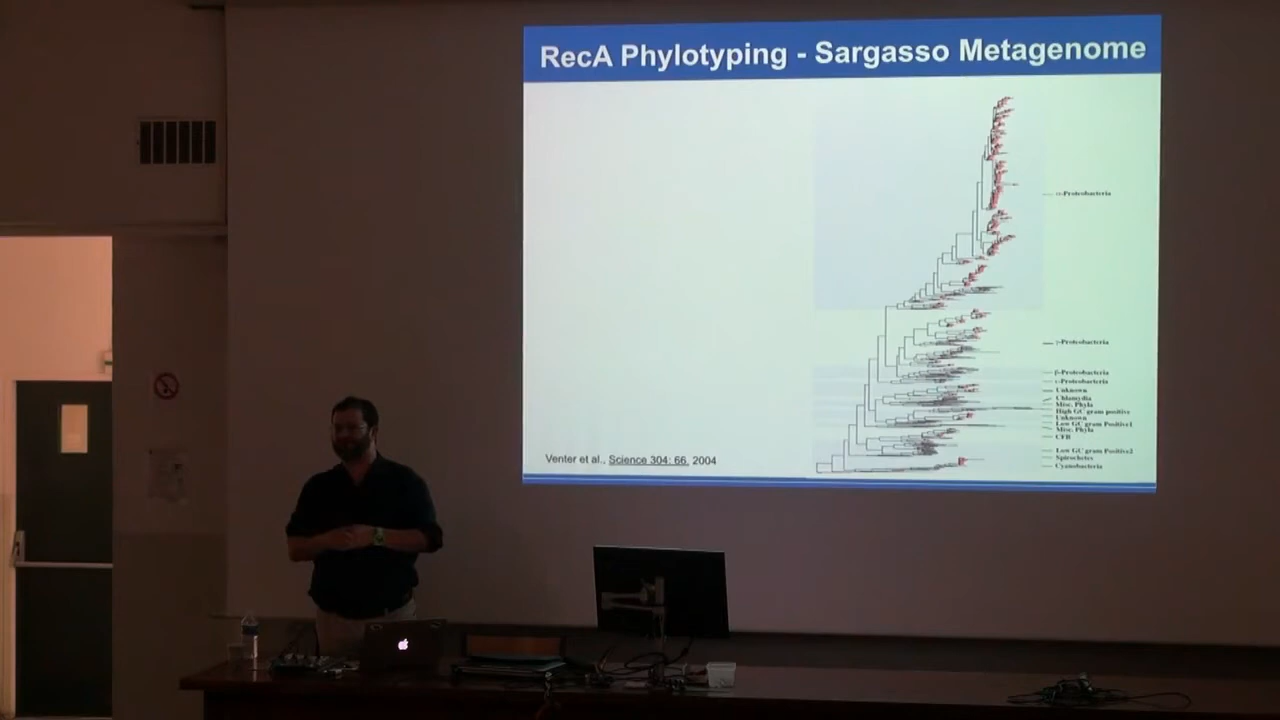 RecA Phylotyping - Sargasso Metagenome
α-Proteobacteria
γ-Proteobacteria
β-Proteobacteria
ε-Proteobacteria
Unknown
Chlamydia
Misc. Phyla
High GC gram positive
Unknown
Low GC gram Positive1
Misc. Phyla
CFB
Low GC gram Positive2
Spirochetes
Cyanobacteria
Venter et al., Science 304: 66. 2004